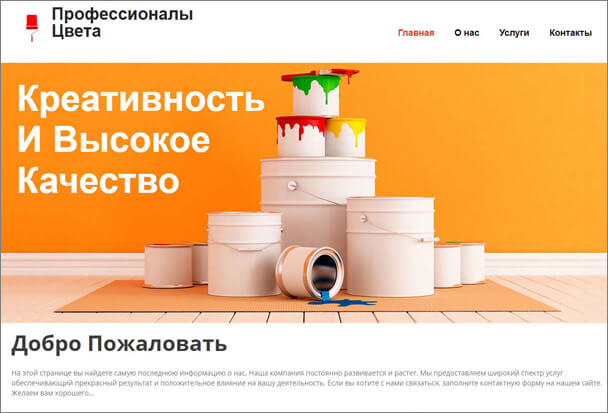 Профессионалы
Цвета
Главная О нас Услуги Контакты
Креативность
И Высокое
Качество
Добро Пожаловать
На этой странице вы найдете самую последнюю информацию о нас. Наша компания постоянно развивается и растет. Мы предоставляем широкий спектр услуг
обеспечивающий прекрасный результат и положительное влияние на вашу деятельность. Если вы хотите с нами связаться, заполните контактную форму на нашем сайте.
Желаем вам хорошего...